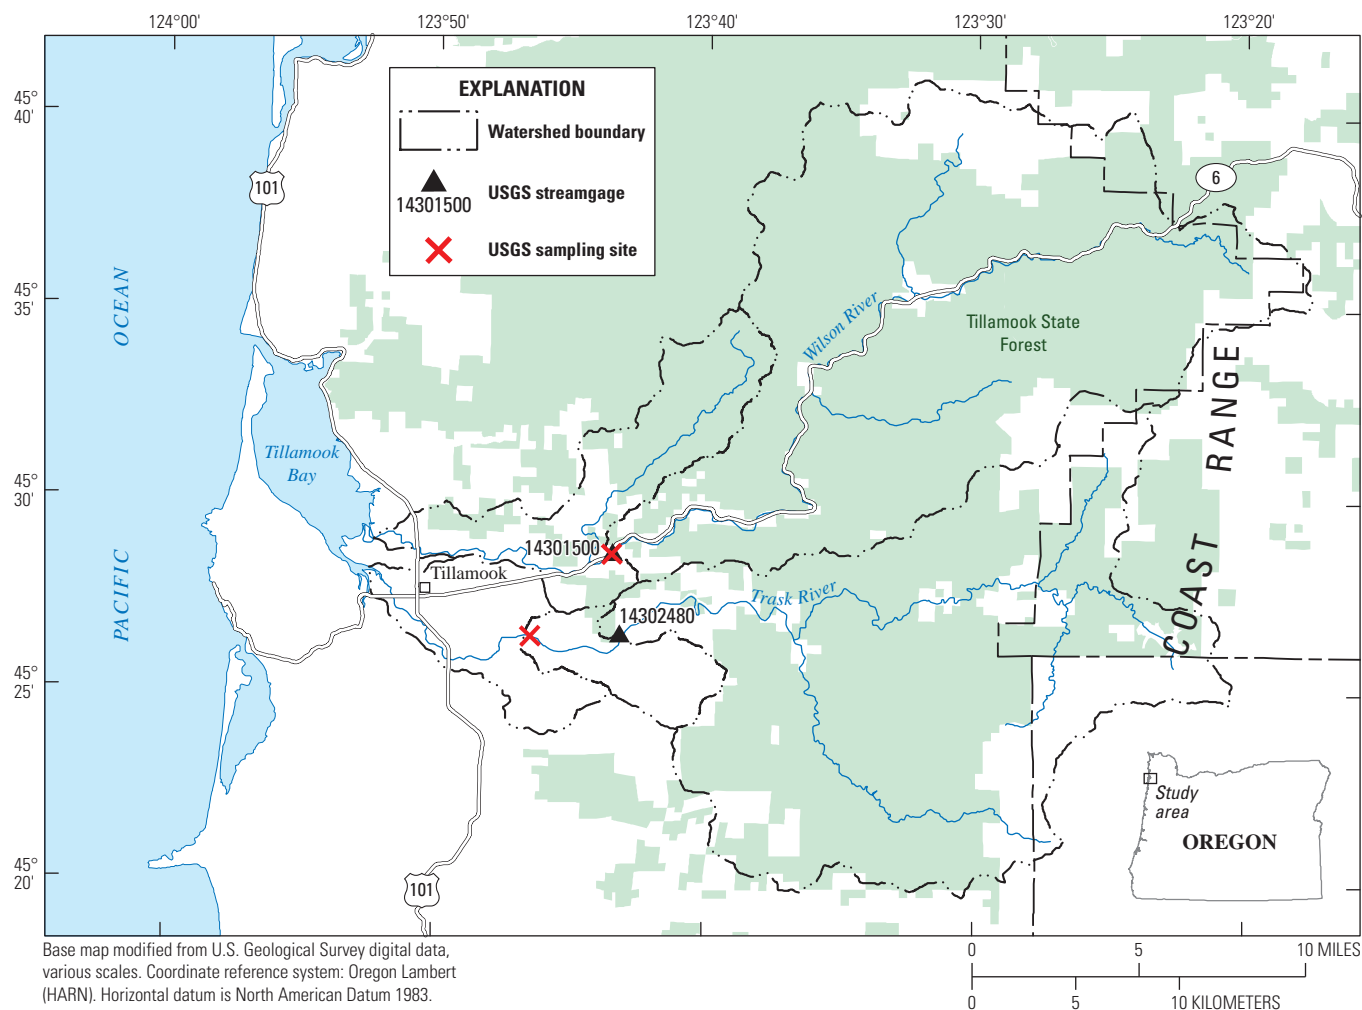 124°00'
123°50'
123°40'
123°30'
123°20'
45°
40'
45°
35'
45°
30'
45°
25'
45°
20'
EXPLANATION
Watershed boundary
14301500
USGS streamgage
USGS sampling site
101
6
OCEAN
PACIFIC
Wilson River
Tillamook State
Forest
COAST RANGE
Tillamook
Bay
14301500
Tillamook
Trask River
14302480
101
Study
area
OREGON
Base map modified from U.S. Geological Survey digital data,
various scales. Coordinate reference system: Oregon Lambert
(HARN). Horizontal datum is North American Datum 1983.
0 5 10 MILES
0 5 10 KILOMETERS